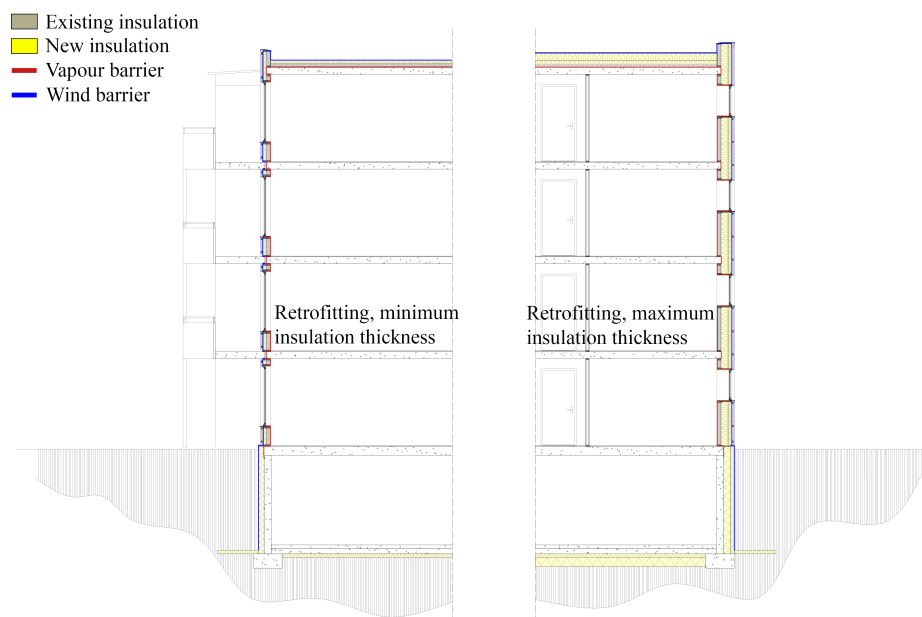 Existing insulation
New insulation
Vapour barrier
Wind barrier
Retrofitting, minimum
insulation thickness
Retrofitting, maximum
insulation thickness